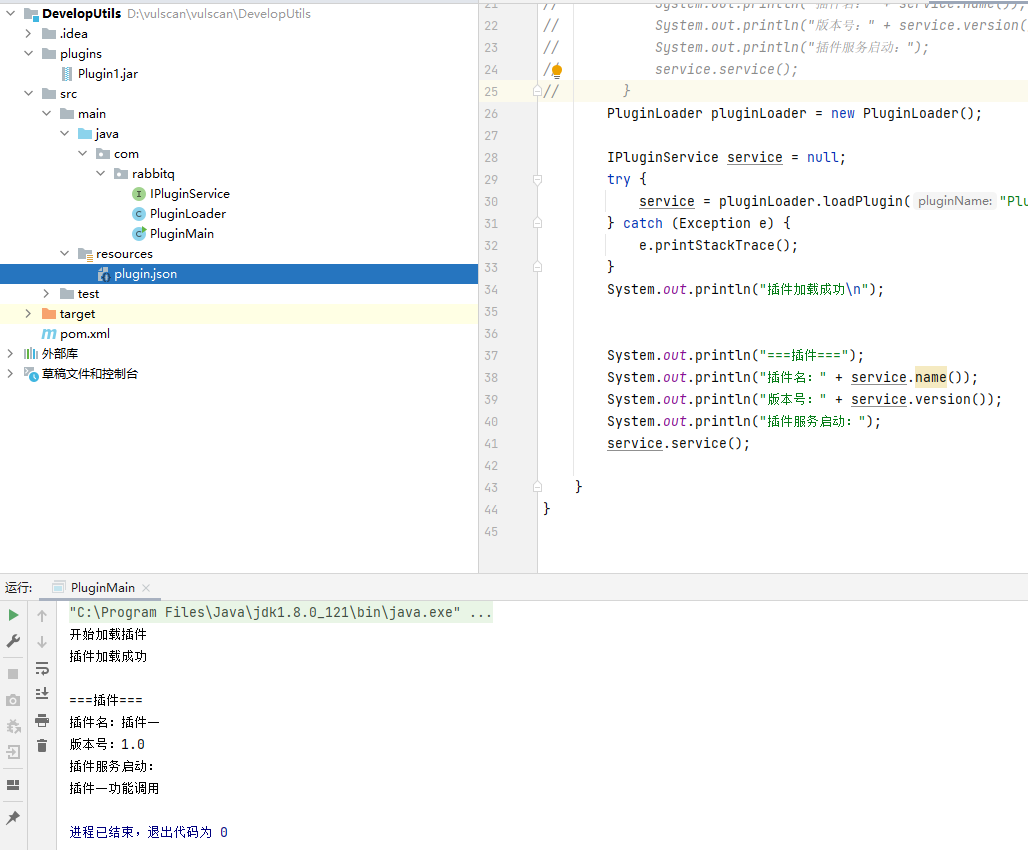 DevelopUtils D:\vulscan\vulscan\DevelopUtils
.idea
plugins
Plugin1.jar
src
main
java
com
rabbitq
IPluginService
PluginLoader
PluginMain
resources
plugin.json
test
target
pom.xml
外部库
草稿文件和控制台
21 // System.out.println("插件名: " + service.name());
22 // System.out.println("版本号: " + service.version(
23 // System.out.println("插件服务启动: ");
24 // service.service();
25 // }
26 PluginLoader pluginLoader = new PluginLoader();
27
28 IPluginService service = null;
29 try {
30 service = pluginLoader.loadPlugin( pluginName: "Plu
31 } catch (Exception e) {
32 e.printStackTrace();
33 }
34 System.out.println("插件加载成功\n");
35
36
37 System.out.println("===插件===");
38 System.out.println("插件名: " + service.name());
39 System.out.println("版本号: " + service.version());
40 System.out.println("插件服务启动: ");
41 service.service();
42
43 }
44 }
45
运行: PluginMain
"C:\Program Files\Java\jdk1.8.0_121\bin\java.exe" ...
开始加载插件
插件加载成功
===插件===
插件名: 插件一
版本号: 1.0
插件服务启动:
插件一功能调用
进程已结束，退出代码为 0